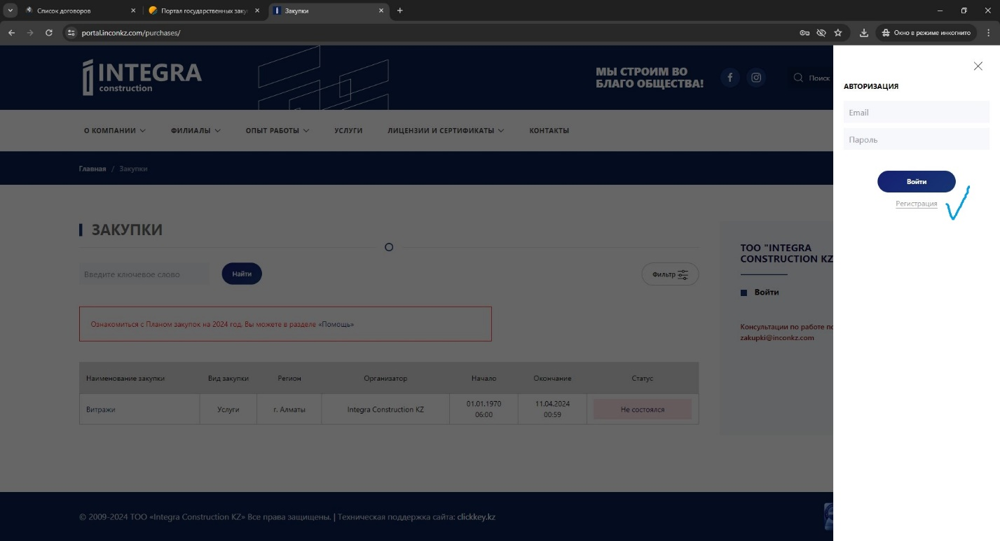 Список договоров
Портал государственных заку
Закупки
portal.inconkz.com/purchases/
Окно в режиме инкогнито
INTEGRA
construction
МЫ СТРОИМ ВО
БЛАГО ОБЩЕСТВА!
Поиск
О КОМПАНИИ
ФИЛИАЛЫ
ОПЫТ РАБОТЫ
УСЛУГИ
ЛИЦЕНЗИИ И СЕРТИФИКАТЫ
КОНТАКТЫ
Главная / Закупки
ЗАКУПКИ
Введите ключевое слово
Найти
Фильтр
Ознакомиться с Планом закупок на 2024 год, Вы можете в разделе «Помощь»
Наименование закупки Вид закупки Регион Организатор Начало Окончание Статус
Витражи Услуги г. Алматы Integra Construction KZ 01.01.1970 06:00 11.04.2024 00:59 Не состоялся
ТОО "INTEGRA
CONSTRUCTION KZ
Войти
Консультации по работе по
zakupki@inconkz.com
АВТОРИЗАЦИЯ
Email
Пароль
Войти
Регистрация
© 2009-2024 ТОО «Integra Construction KZ» Все права защищены. | Техническая поддержка сайта: clickkey.kz